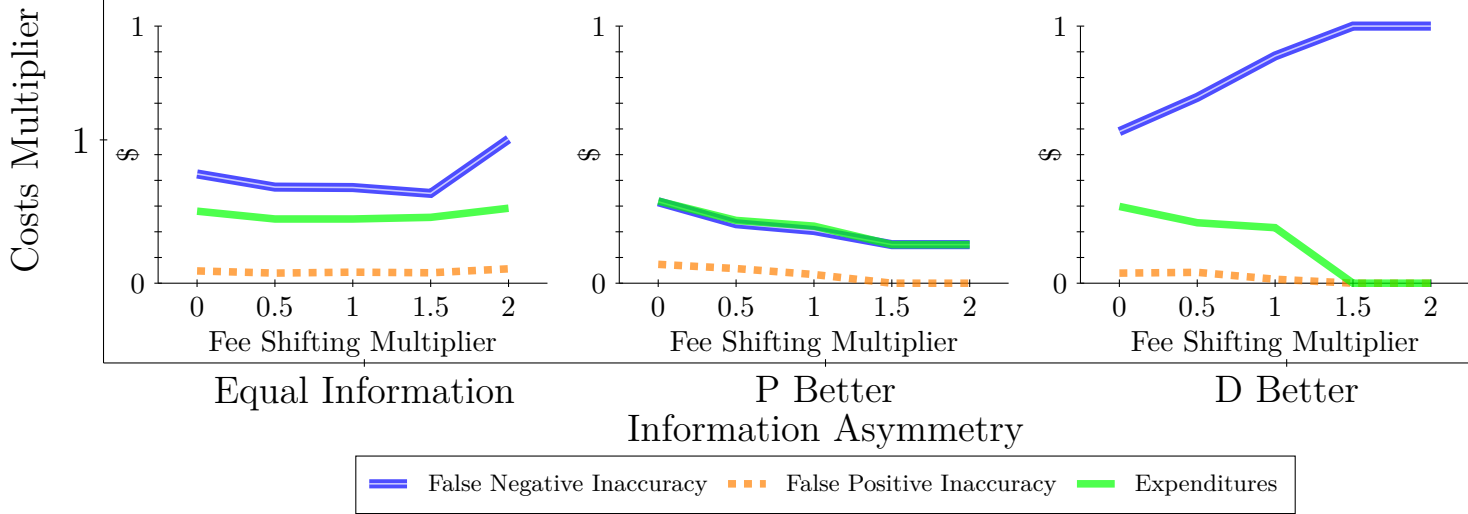 Costs Multiplier
1
1
$
0
0 0.5 1 1.5 2
Fee Shifting Multiplier
1
$
0
0 0.5 1 1.5 2
Fee Shifting Multiplier
1
$
0
0 0.5 1 1.5 2
Fee Shifting Multiplier
Equal Information
P Better
D Better
Information Asymmetry
False Negative Inaccuracy
False Positive Inaccuracy
Expenditures